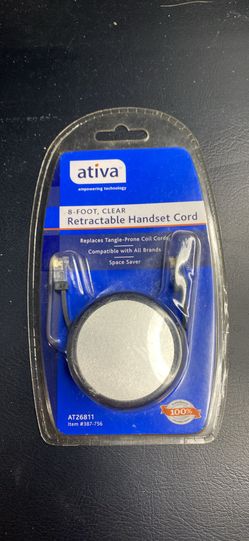 ativa
empowering technology
8-FOOT, CLEAR
Retractable Handset Cord
Replaces Tangle-Prone Coil Cords
Compatible with All Brands
Space Saver
AT26811
Item #387-756
100%